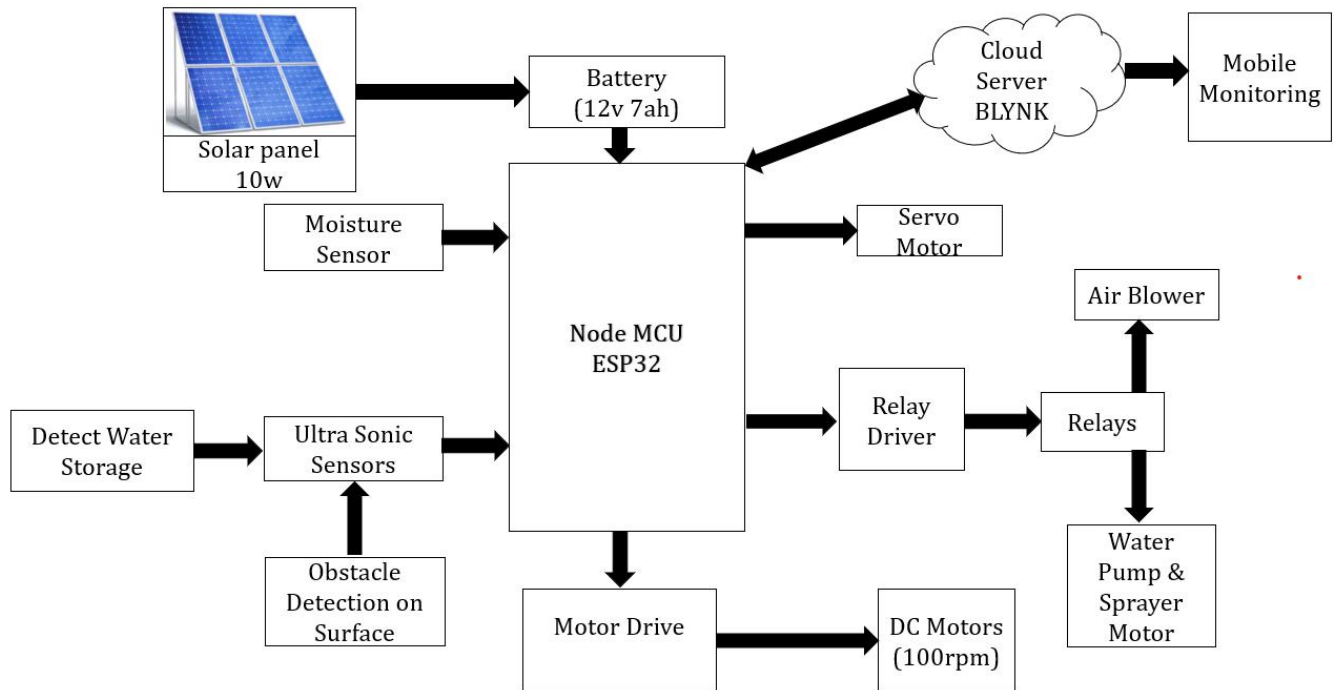 Solar panel
10w
Battery
(12v 7ah)
Cloud
Server
BLYNK
Mobile
Monitoring
Moisture
Sensor
Servo
Motor
Node MCU
ESP32
Air Blower
Detect Water
Storage
Ultra Sonic
Sensors
Relay
Driver
Relays
Obstacle
Detection on
Surface
Motor Drive
DC Motors
(100rpm)
Water
Pump &
Sprayer
Motor